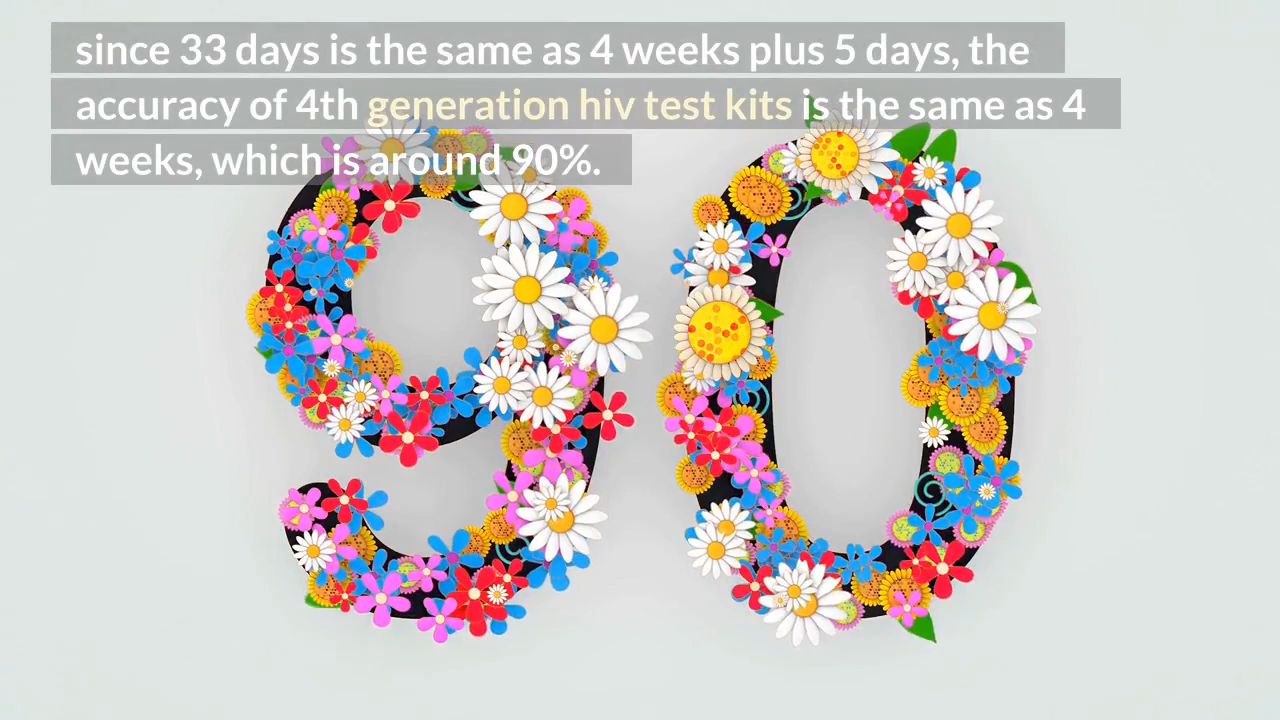 since 33 days is the same as 4 weeks plus 5 days, the
accuracy of 4th generation hiv test kits is the same as 4
weeks, which is around 90%.
90